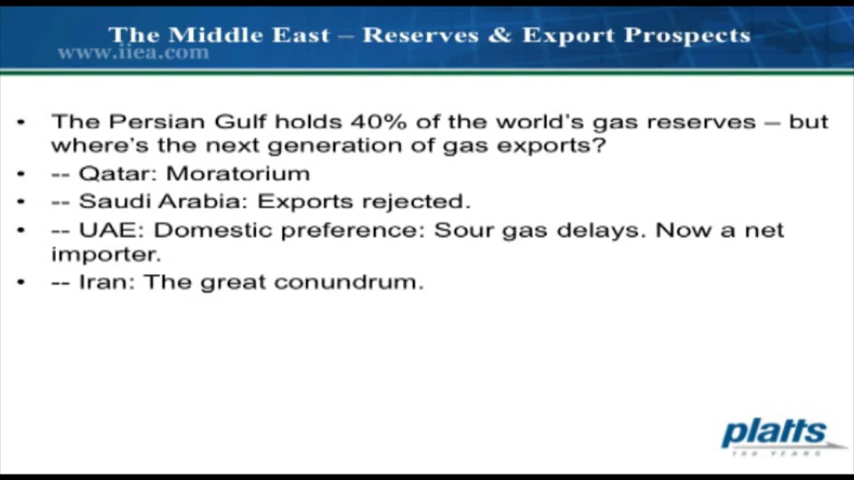 The Middle East – Reserves & Export Prospects
www.iiea.com
• The Persian Gulf holds 40% of the world's gas reserves – but
where's the next generation of gas exports?
• -- Qatar: Moratorium
• -- Saudi Arabia: Exports rejected.
• -- UAE: Domestic preference: Sour gas delays. Now a net
importer.
• -- Iran: The great conundrum.
platts
100 YEARS